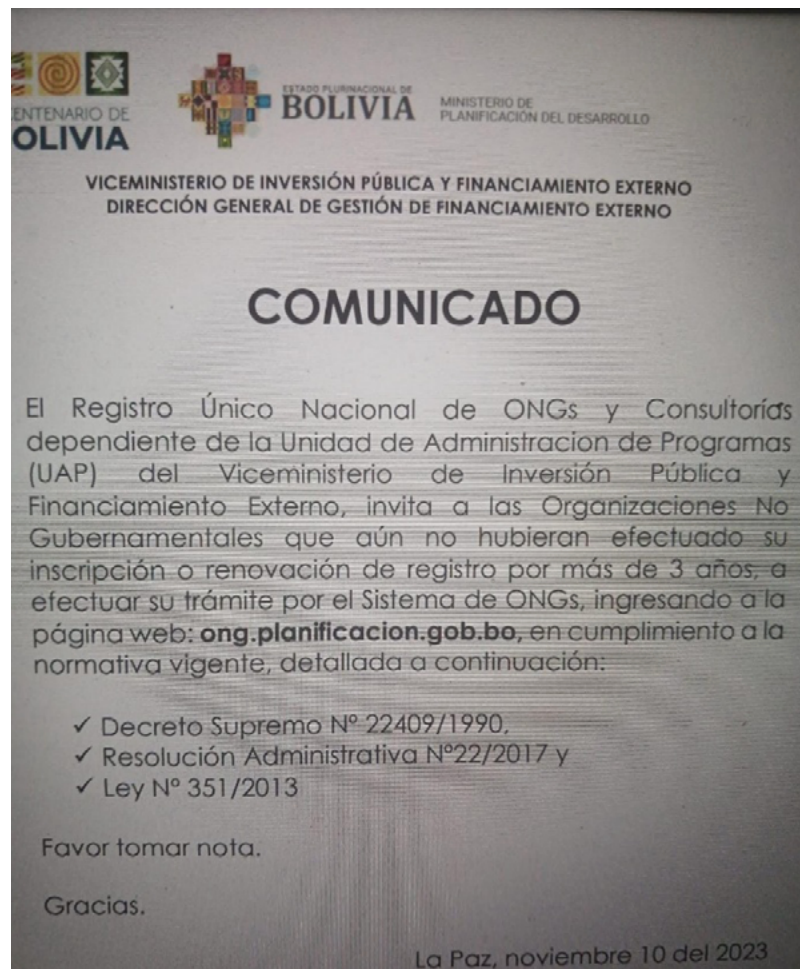 ENTENARIO DE
OLIVIA
ESTADO PLURINACIONAL DE
BOLIVIA
MINISTERIO DE
PLANIFICACIÓN DEL DESARROLLO
VICEMINISTERIO DE INVERSIÓN PÚBLICA Y FINANCIAMIENTO EXTERNO
DIRECCIÓN GENERAL DE GESTIÓN DE FINANCIAMIENTO EXTERNO
COMUNICADO
El Registro Único Nacional de ONGs y Consultorías
dependiente de la Unidad de Administracion de Programas
(UAP) del Viceministerio de Inversión Pública y
Financiamiento Externo, invita a las Organizaciones No
Gubernamentales que aún no hubieran efectuado su
inscripción o renovación de registro por más de 3 años, a
efectuar su trámite por el Sistema de ONGs, ingresando a la
página web: ong.planificacion.gob.bo, en cumplimiento a la
normativa vigente, detallada a continuación:
✓ Decreto Supremo Nº 22409/1990,
✓ Resolución Administrativa Nº22/2017 y
✓ Ley Nº 351/2013
Favor tomar nota.
Gracias.
La Paz, noviembre 10 del 2023